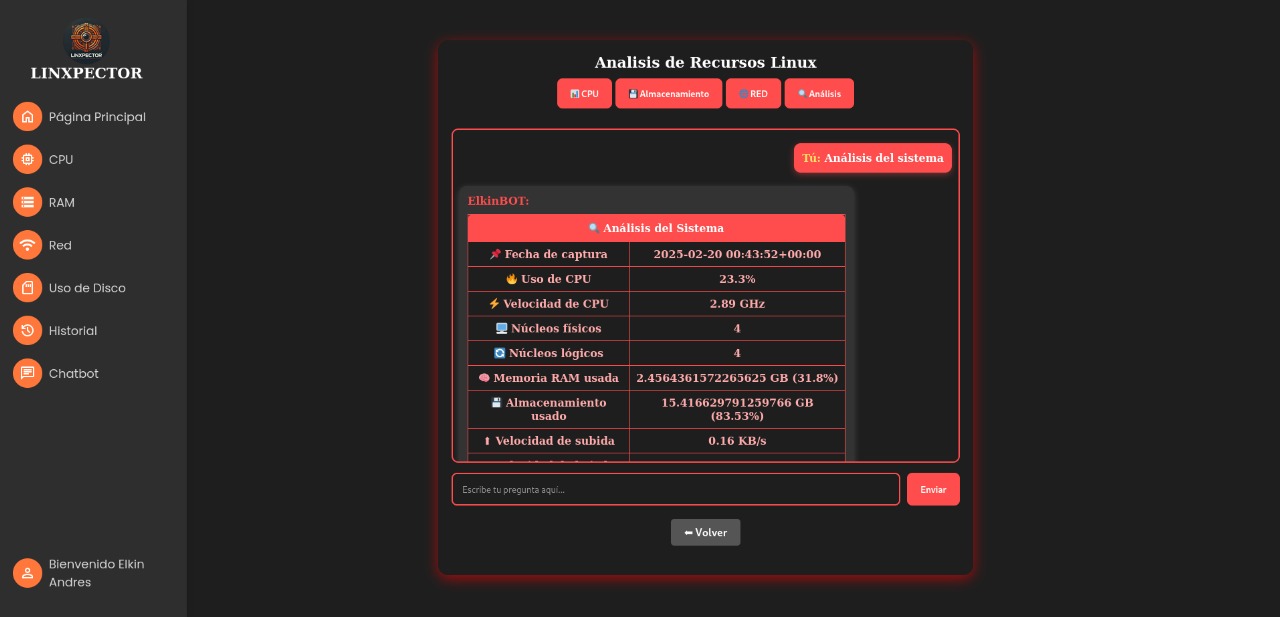 LINXPECTOR
LINXPECTOR
Página Principal
CPU
RAM
Red
Uso de Disco
Historial
Chatbot
Bienvenido Elkin
Andres
Analisis de Recursos Linux
CPU
Almacenamiento
RED
Análisis
Tú: Análisis del sistema
ElkinBOT:
Análisis del Sistema
Fecha de captura 2025-02-20 00:43:52+00:00
Uso de CPU 23.3%
Velocidad de CPU 2.89 GHz
Núcleos físicos 4
Núcleos lógicos 4
Memoria RAM usada 2.4564361572265625 GB (31.8%)
Almacenamiento
usado
15.416629791259766 GB
(83.53%)
Velocidad de subida 0.16 KB/s
Escribe tu pregunta aquí...
Enviar
⬅ Volver